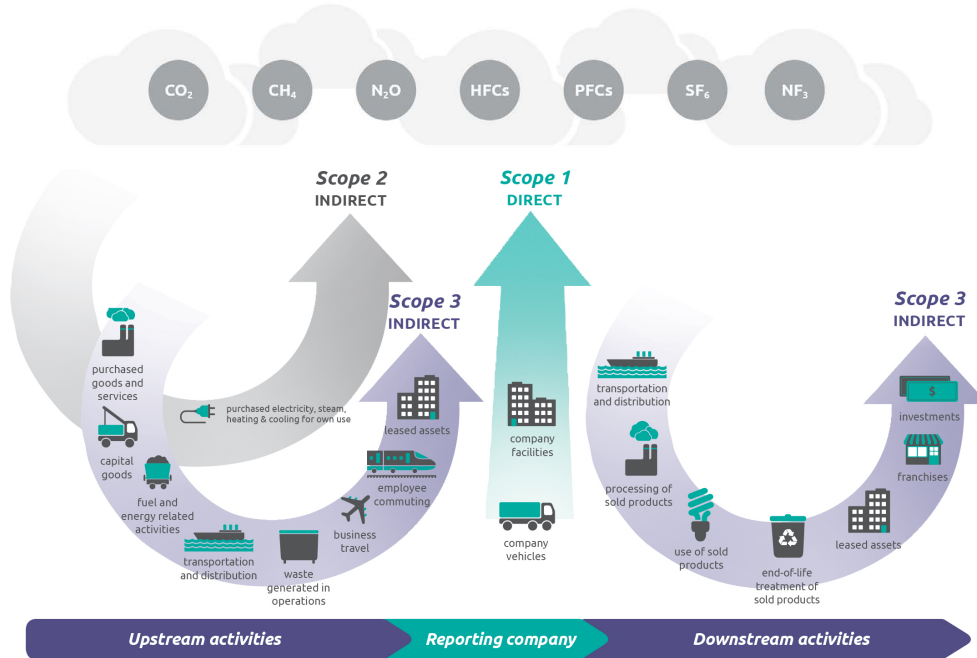 CO₂
CH₄
N₂O
HFCs
PFCs
SF₆
NF₃
Scope 2
INDIRECT
Scope 1
DIRECT
Scope 3
INDIRECT
Scope 3
INDIRECT
purchased
goods and
services
capital
goods
fuel and
energy related
activities
transportation
and distribution
waste
generated in
operations
business
travel
employee
commuting
leased assets
purchased electricity, steam,
heating & cooling for own use
company
facilities
company
vehicles
transportation
and distribution
processing of
sold products
use of sold
products
end-of-life
treatment of
sold products
leased assets
franchises
$
investments
Upstream activities
Reporting company
Downstream activities